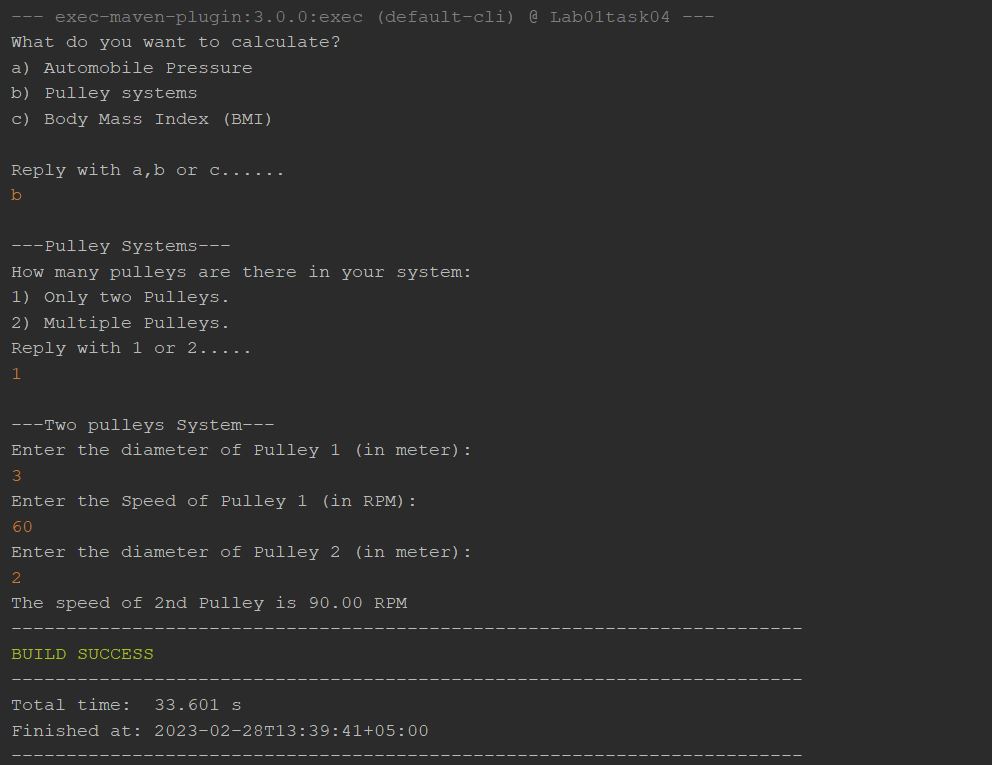 --- exec-maven-plugin:3.0.0:exec (default-cli) @ Lab01task04 ---
What do you want to calculate?
a) Automobile Pressure
b) Pulley systems
c) Body Mass Index (BMI)

Reply with a,b or c......
b

---Pulley Systems---
How many pulleys are there in your system:
1) Only two Pulleys.
2) Multiple Pulleys.
Reply with 1 or 2.....
1

---Two pulleys System---
Enter the diameter of Pulley 1 (in meter):
3
Enter the Speed of Pulley 1 (in RPM):
60
Enter the diameter of Pulley 2 (in meter):
2
The speed of 2nd Pulley is 90.00 RPM
------------------------------------------------------------------------
BUILD SUCCESS
------------------------------------------------------------------------
Total time:  33.601 s
Finished at: 2023-02-28T13:39:41+05:00
------------------------------------------------------------------------